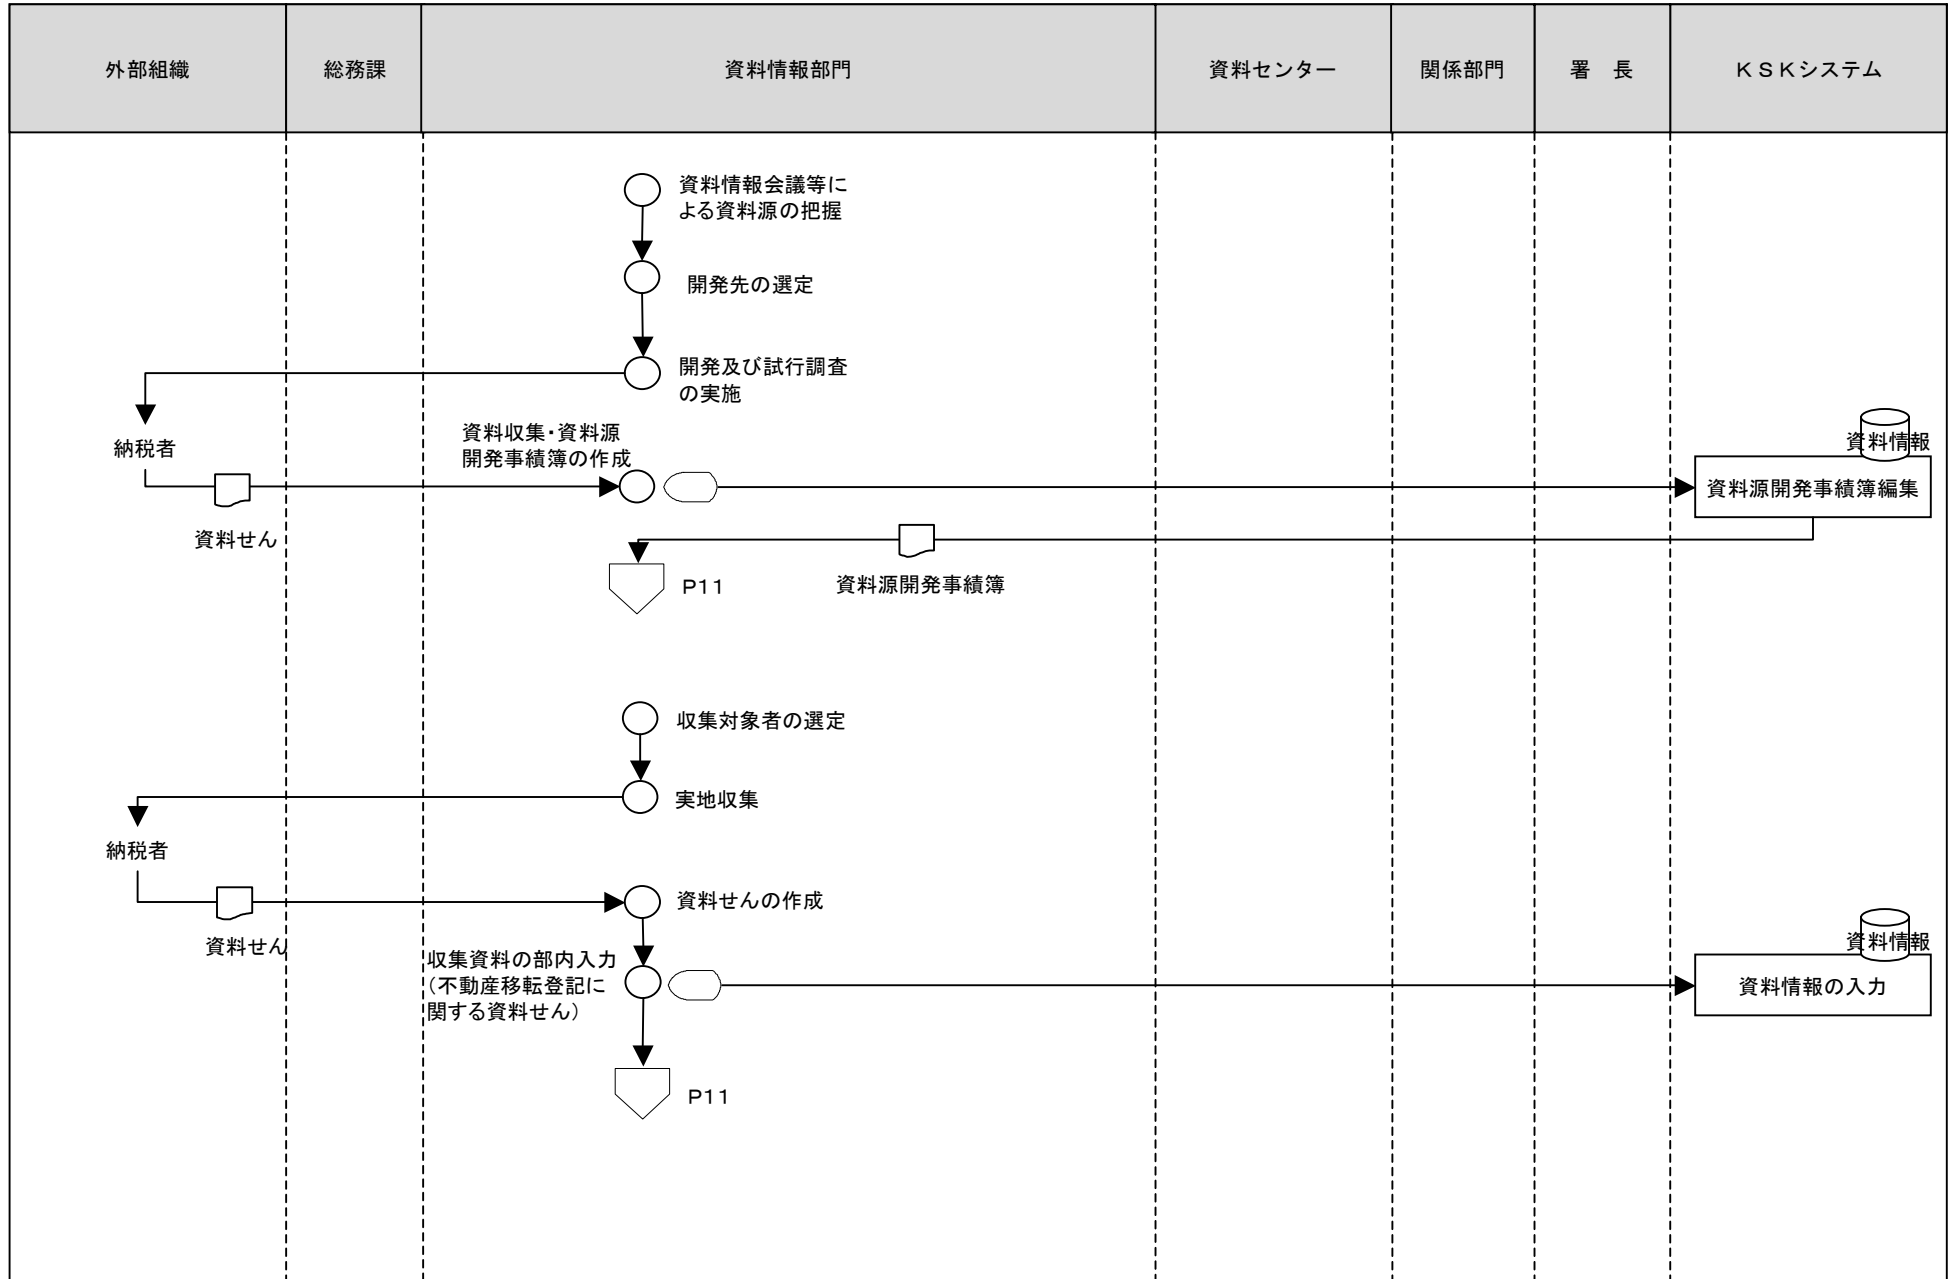 外部組織
総務課
資料情報部門
資料センター
関係部門
署　長
ＫＳＫシステム
資料情報会議等に
よる資料源の把握
開発先の選定
開発及び試行調査
の実施
納税者
資料収集・資料源
開発事績簿の作成
資料情報
資料源開発事績簿編集
資料せん
P11
資料源開発事績簿
収集対象者の選定
実地収集
納税者
資料せんの作成
資料せん
収集資料の部内入力
（不動産移転登記に
関する資料せん）
資料情報
資料情報の入力
P11